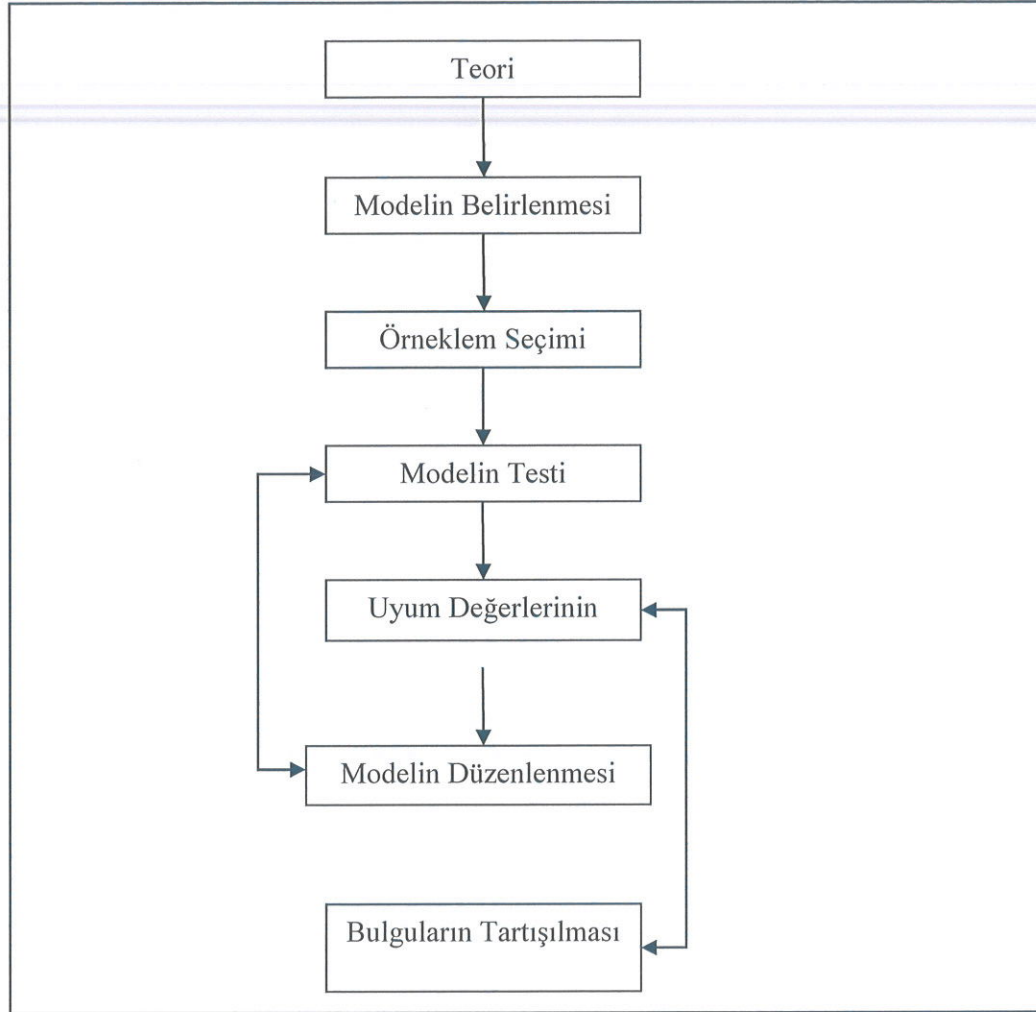 Teori
Modelin Belirlenmesi
Örneklem Seçimi
Modelin Testi
Uyum Değerlerinin
Modelin Düzenlenmesi
Bulguların Tartışılması